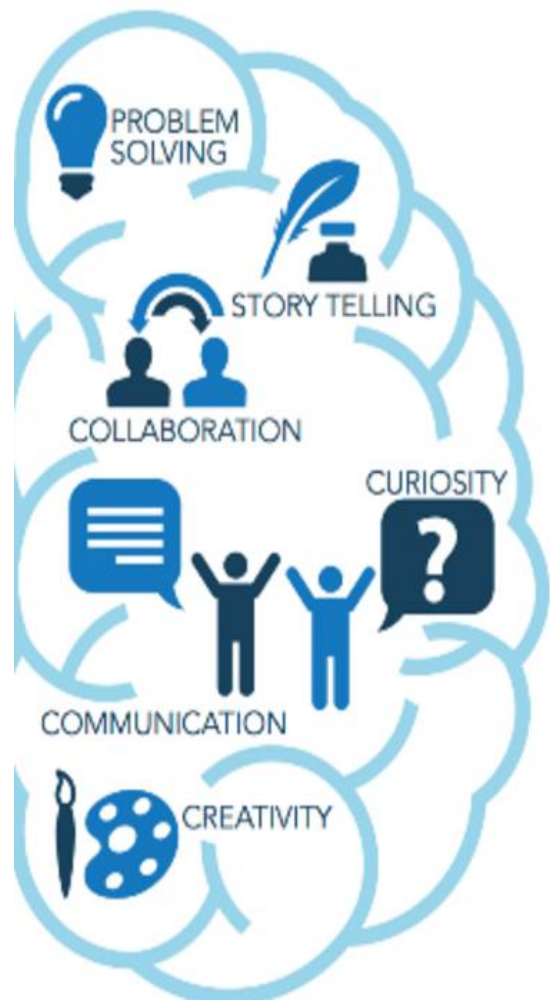 PROBLEM
SOLVING
STORY TELLING
COLLABORATION
CURIOSITY
?
COMMUNICATION
CREATIVITY